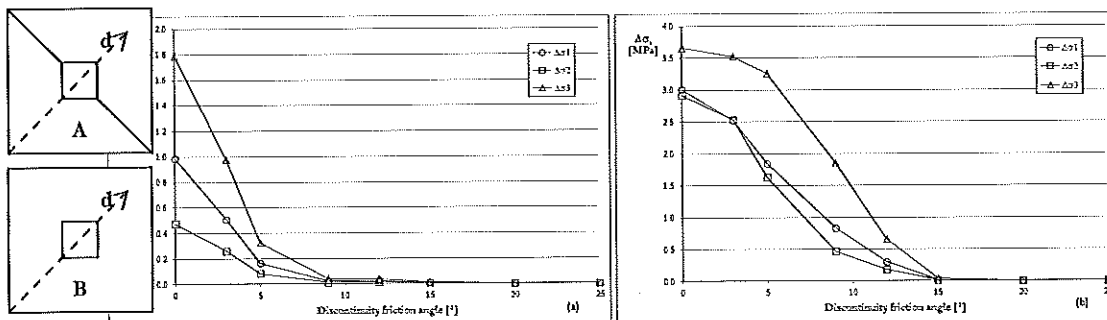 d7
A
d7
B
2.0
1.8
1.6
1.4
1.2
1.0
0.8
0.6
0.4
0.2
0.0
0
5
10
15
20
25
Discontinuity friction angle [°]
(a)
Δσ1
Δσ2
Δσ3
4.0
3.5
3.0
2.5
2.0
1.5
1.0
0.5
0.0
[MPa]
0
5
10
15
20
25
Discontinuity friction angle [°]
(b)
Δσ1
Δσ2
Δσ3